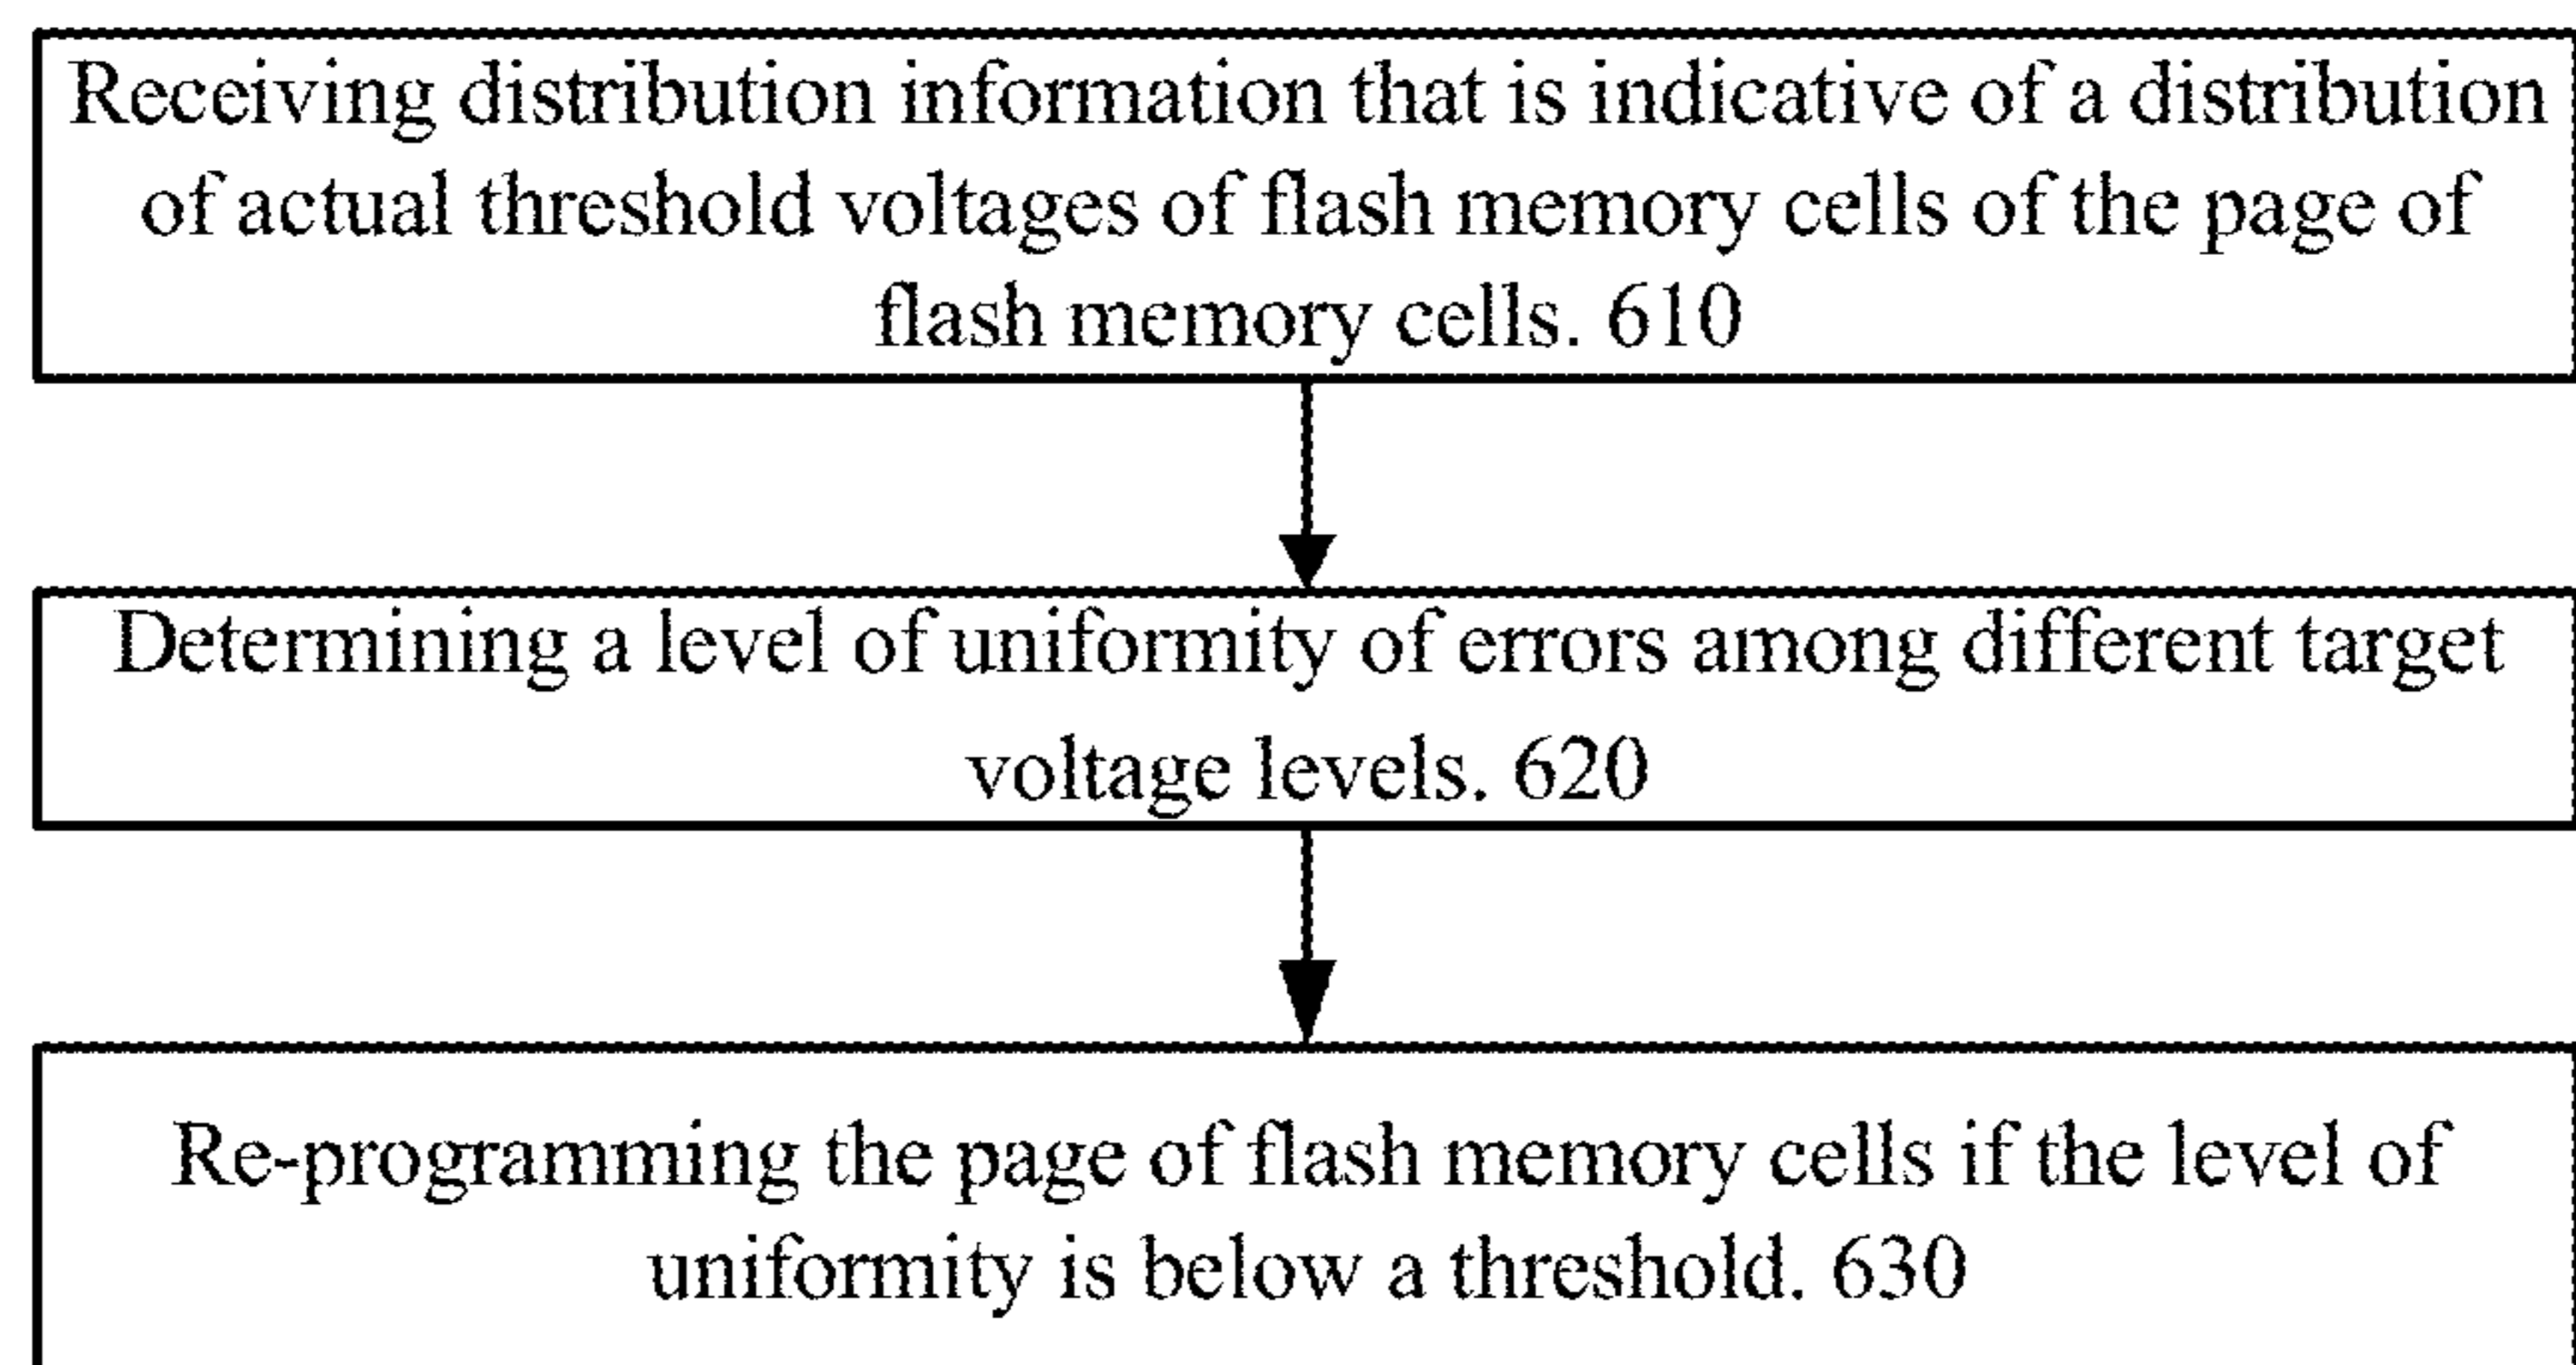 Receiving distribution information that is indicative of a distribution
of actual threshold voltages of flash memory cells of the page of
flash memory cells. 610
Determining a level of uniformity of errors among different target
voltage levels. 620
Re-programming the page of flash memory cells if the level of
uniformity is below a threshold. 630